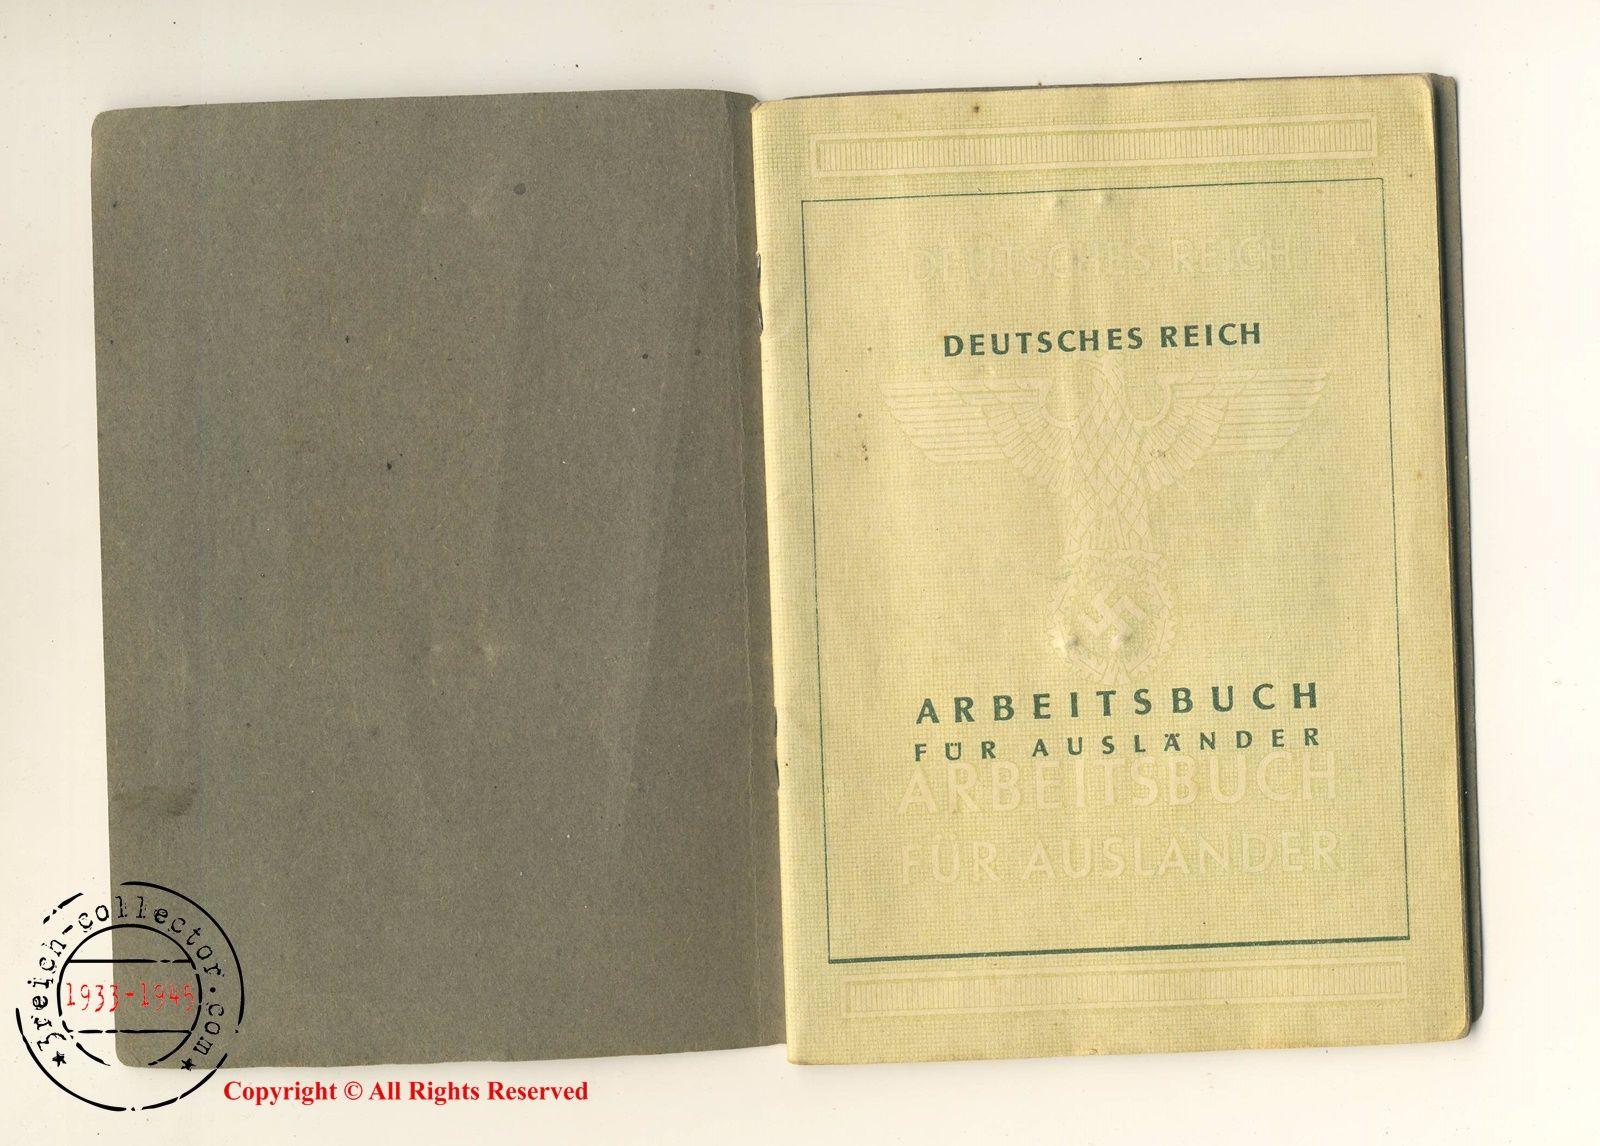 DEUTSCHES REICH
DEUTSCHES REICH
ARBEITSBUCH
FÜR AUSLÄNDER
ARBEITSBUCH
FÜR AUSLÄNDER
3reich-collector.com
1933-1945
Copyright © All Rights Reserved